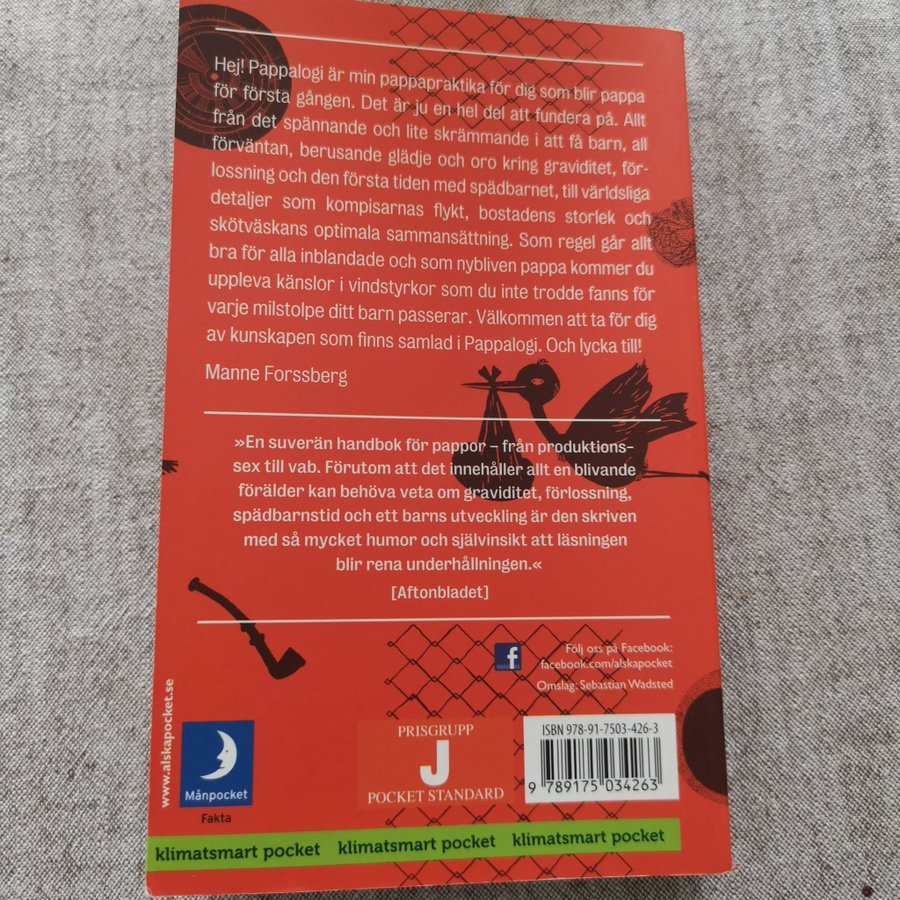 Hej! Pappalogi är min pappapraktika för dig som blir pappa
för första gången. Det är ju en hel del att fundera på. Allt
från det spännande och lite skrämmande i att få barn, all
förväntan, berusande glädje och oro kring graviditet, för-
lossning och den första tiden med spädbarnet, till världsliga
detaljer som kompisarnas flykt, bostadens storlek och
skötväskans optimala sammansättning. Som regel går allt
bra för alla inblandade och som nybliven pappa kommer du
uppleva känslor i vindstyrkor som du inte trodde fanns för
varje milstolpe ditt barn passerar. Välkommen att ta för dig
av kunskapen som finns samlad i Pappalogi. Och lycka till!
Manne Forssberg
»En suverän handbok för pappor – från produktions-
sex till vab. Förutom att det innehåller allt en blivande
förälder kan behöva veta om graviditet, förlossning,
spädbarnstid och ett barns utveckling är den skriven
med så mycket humor och självinsikt att läsningen
blir rena underhållningen.«
[Aftonbladet]
f
Följ oss på Facebook:
facebook.com/alskapocket
Omslag: Sebastian Wadsted
www.alskapocket.se
Månpocket
Fakta
PRISGRUPP
J
POCKET STANDARD
ISBN 978-91-7503-426-3
9 789175 034263
klimatsmart pocket klimatsmart pocket klimatsmart pocket